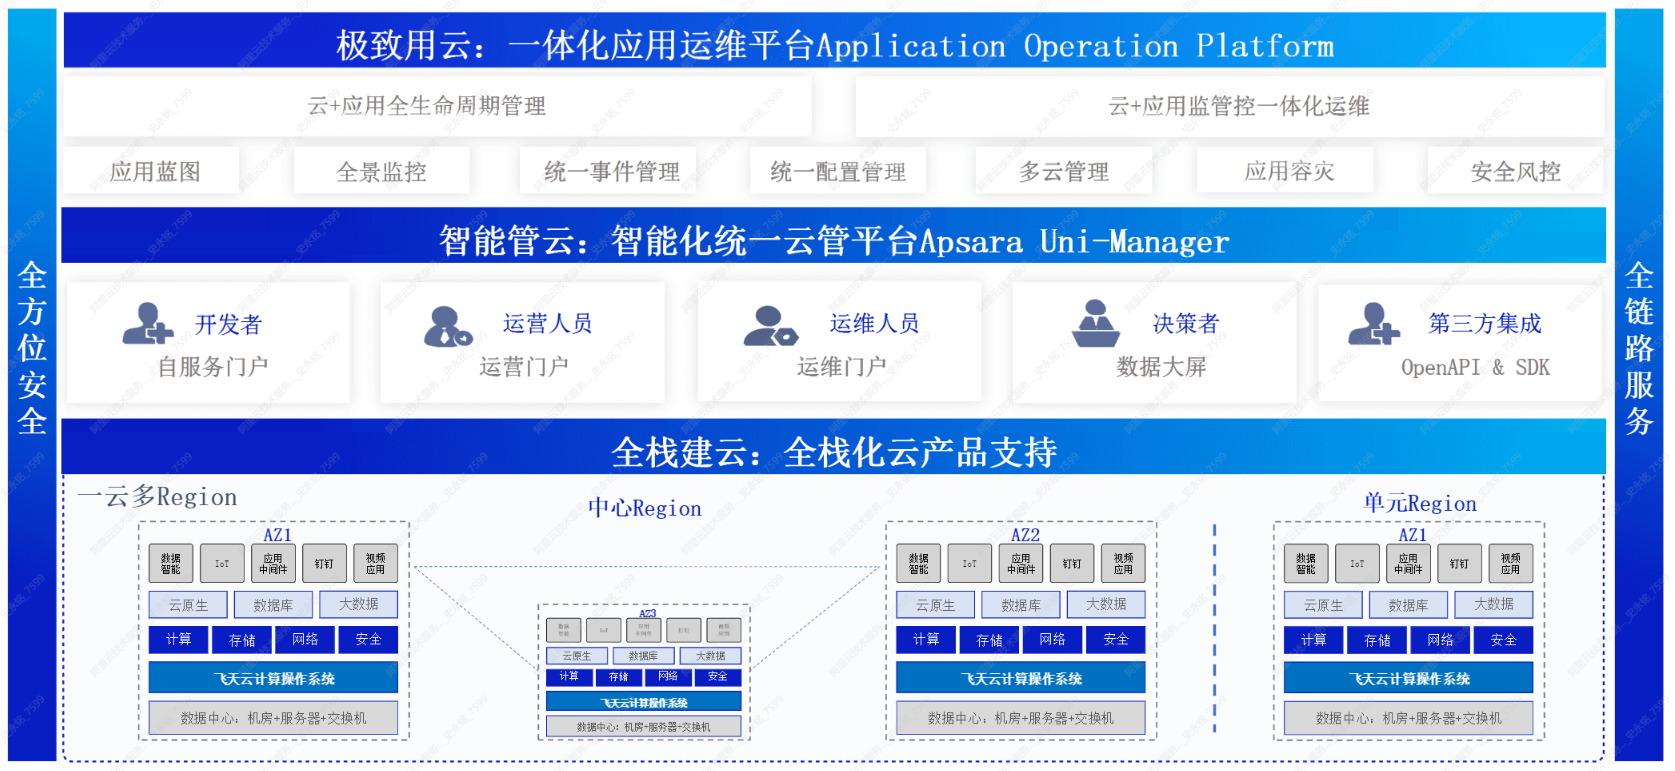 极致用云：一体化应用运维平台Application Operation Platform
云+应用全生命周期管理
云+应用监管控一体化运维
应用蓝图
全景监控
统一事件管理
统一配置管理
多云管理
应用容灾
安全风控
智能管云：智能化统一云管平台Apsara Uni-Manager
全方位安全
全链路服务
开发者
自服务门户
运营人员
运营门户
运维人员
运维门户
决策者
数据大屏
第三方集成
OpenAPI & SDK
全栈建云：全栈化云产品支持
一云多Region
中心Region
单元Region
AZ1
数据
智能
IoT
应用
中间件
钉钉
视频
应用
云原生
数据库
大数据
计算
存储
网络
安全
飞天云计算操作系统
数据中心：机房+服务器+交换机
AZ3
数据
智能
IoT
应用
中间件
钉钉
视频
应用
云原生
数据库
大数据
计算
存储
网络
安全
飞天云计算操作系统
数据中心：机房+服务器+交换机
AZ2
数据
智能
IoT
应用
中间件
钉钉
视频
应用
云原生
数据库
大数据
计算
存储
网络
安全
飞天云计算操作系统
数据中心：机房+服务器+交换机
AZ1
数据
智能
IoT
应用
中间件
钉钉
视频
应用
云原生
数据库
大数据
计算
存储
网络
安全
飞天云计算操作系统
数据中心：机房+服务器+交换机